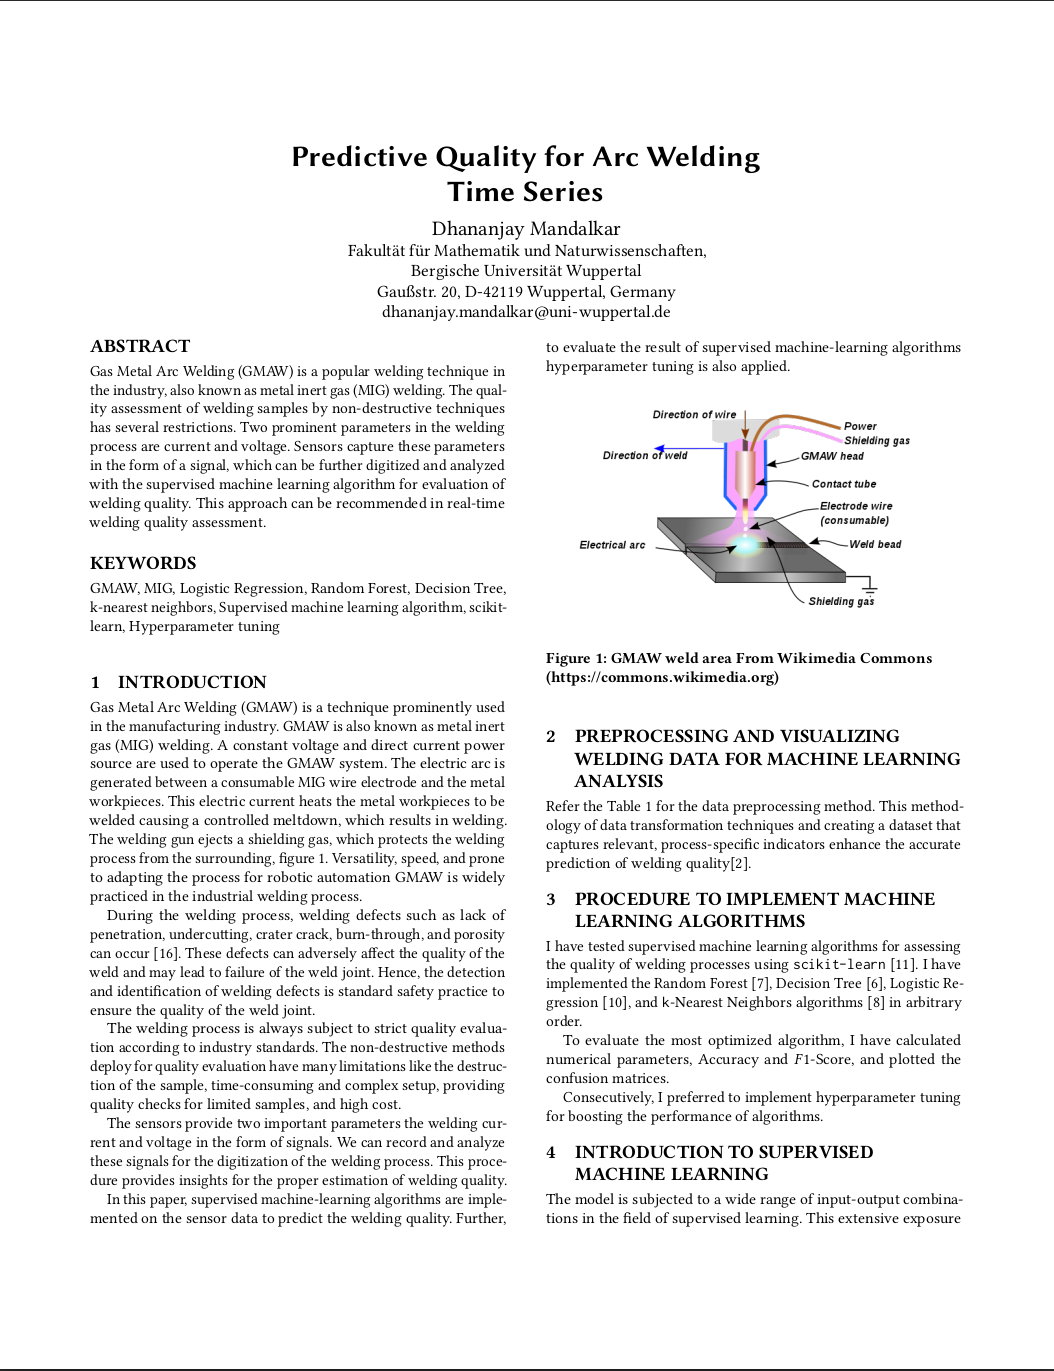 Predictive Quality for Arc Welding
Time Series
Dhananjay Mandalkar
Fakultät für Mathematik und Naturwissenschaften,
Bergische Universität Wuppertal
Gaußstr. 20, D-42119 Wuppertal, Germany
dhananjay.mandalkar@uni-wuppertal.de
ABSTRACT
Gas Metal Arc Welding (GMAW) is a popular welding technique in
the industry, also known as metal inert gas (MIG) welding. The qual-
ity assessment of welding samples by non-destructive techniques
has several restrictions. Two prominent parameters in the welding
process are current and voltage. Sensors capture these parameters
in the form of a signal, which can be further digitized and analyzed
with the supervised machine learning algorithm for evaluation of
welding quality. This approach can be recommended in real-time
welding quality assessment.
KEYWORDS
GMAW, MIG, Logistic Regression, Random Forest, Decision Tree,
k-nearest neighbors, Supervised machine learning algorithm, scikit-
learn, Hyperparameter tuning
1 INTRODUCTION
Gas Metal Arc Welding (GMAW) is a technique prominently used
in the manufacturing industry. GMAW is also known as metal inert
gas (MIG) welding. A constant voltage and direct current power
source are used to operate the GMAW system. The electric arc is
generated between a consumable MIG wire electrode and the metal
workpieces. This electric current heats the metal workpieces to be
welded causing a controlled meltdown, which results in welding.
The welding gun ejects a shielding gas, which protects the welding
process from the surrounding, figure 1. Versatility, speed, and prone
to adapting the process for robotic automation GMAW is widely
practiced in the industrial welding process.
During the welding process, welding defects such as lack of
penetration, undercutting, crater crack, burn-through, and porosity
can occur [16]. These defects can adversely affect the quality of the
weld and may lead to failure of the weld joint. Hence, the detection
and identification of welding defects is standard safety practice to
ensure the quality of the weld joint.
The welding process is always subject to strict quality evalua-
tion according to industry standards. The non-destructive methods
deploy for quality evaluation have many limitations like the destruc-
tion of the sample, time-consuming and complex setup, providing
quality checks for limited samples, and high cost.
The sensors provide two important parameters the welding cur-
rent and voltage in the form of signals. We can record and analyze
these signals for the digitization of the welding process. This proce-
dure provides insights for the proper estimation of welding quality.
In this paper, supervised machine-learning algorithms are imple-
mented on the sensor data to predict the welding quality. Further,
to evaluate the result of supervised machine-learning algorithms
hyperparameter tuning is also applied.
Direction of wire
Power
Shielding gas
Direction of weld
GMAW head
Contact tube
Electrode wire
(consumable)
Electrical arc
Weld bead
Shielding gas
Figure 1: GMAW weld area From Wikimedia Commons
(https://commons.wikimedia.org)
2 PREPROCESSING AND VISUALIZING
WELDING DATA FOR MACHINE LEARNING
ANALYSIS
Refer the Table 1 for the data preprocessing method. This method-
ology of data transformation techniques and creating a dataset that
captures relevant, process-specific indicators enhance the accurate
prediction of welding quality[2].
3 PROCEDURE TO IMPLEMENT MACHINE
LEARNING ALGORITHMS
I have tested supervised machine learning algorithms for assessing
the quality of welding processes using scikit-learn [11]. I have
implemented the Random Forest [7], Decision Tree [6], Logistic Re-
gression [10], and k-Nearest Neighbors algorithms [8] in arbitrary
order.
To evaluate the most optimized algorithm, I have calculated
numerical parameters, Accuracy and F1-Score, and plotted the
confusion matrices.
Consecutively, I preferred to implement hyperparameter tuning
for boosting the performance of algorithms.
4 INTRODUCTION TO SUPERVISED
MACHINE LEARNING
The model is subjected to a wide range of input-output combina-
tions in the field of supervised learning. This extensive exposure